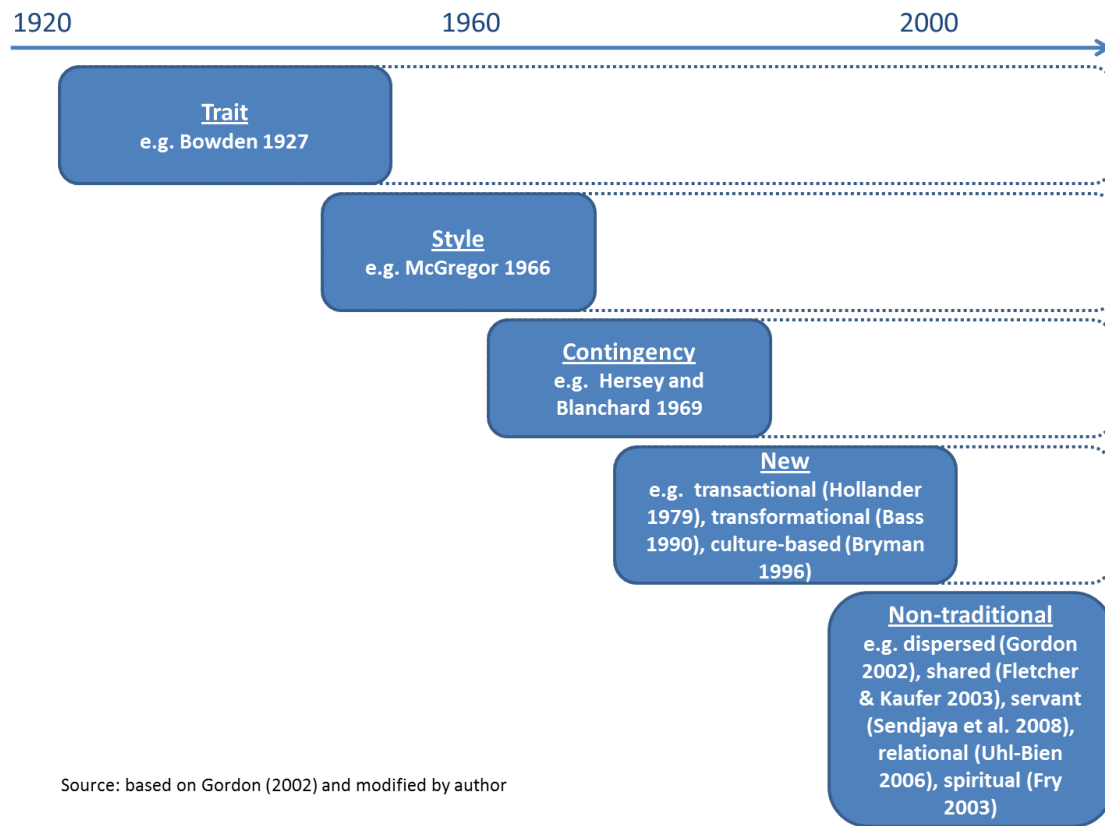 1920 1960 2000
Trait
e.g. Bowden 1927
Style
e.g. McGregor 1966
Contingency
e.g. Hersey and
Blanchard 1969
New
e.g. transactional (Hollander
1979), transformational (Bass
1990), culture-based (Bryman
1996)
Non-traditional
e.g. dispersed (Gordon
2002), shared (Fletcher
& Kaufer 2003), servant
(Sendjaya et al. 2008),
relational (Uhl-Bien
2006), spiritual (Fry
2003)
Source: based on Gordon (2002) and modified by author